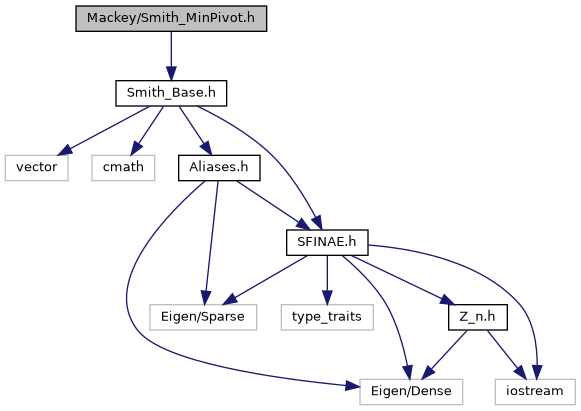 Mackey/Smith_MinPivot.h
Smith_Base.h
vector
cmath
Aliases.h
SFINAE.h
Eigen/Sparse
type_traits
Z_n.h
Eigen/Dense
iostream